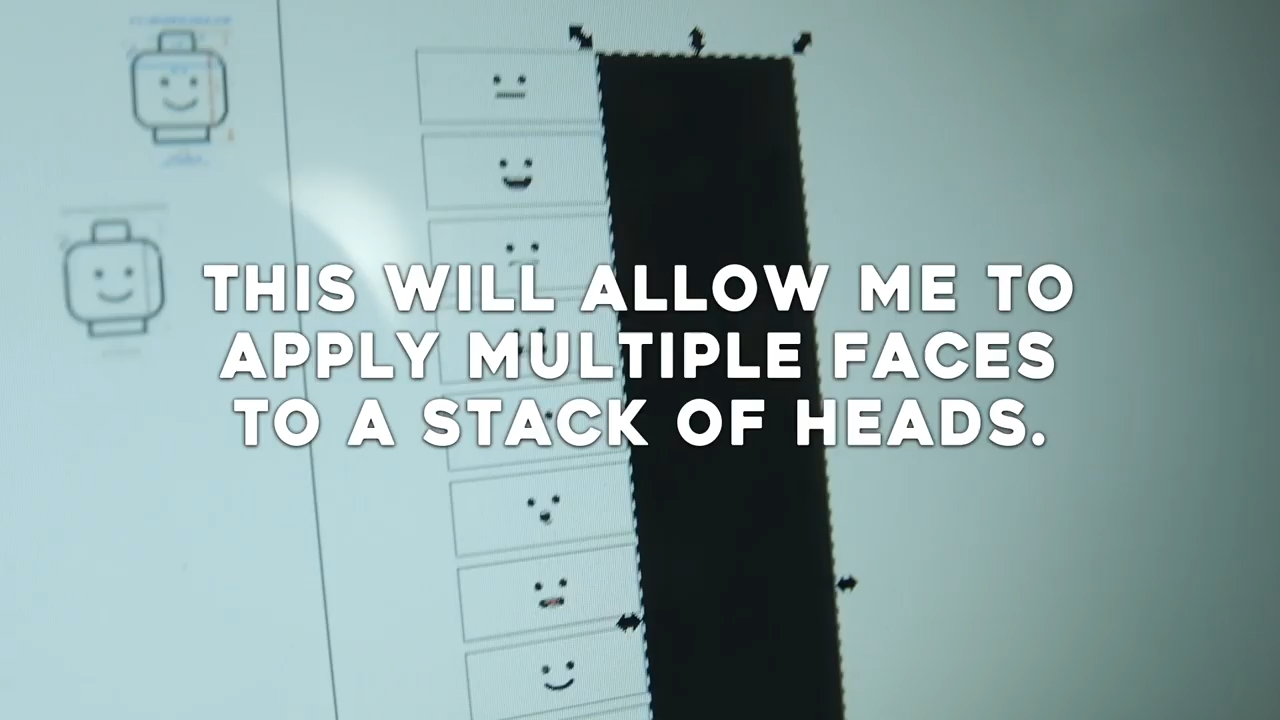 THIS WILL ALLOW ME TO
APPLY MULTIPLE FACES
TO A STACK OF HEADS.